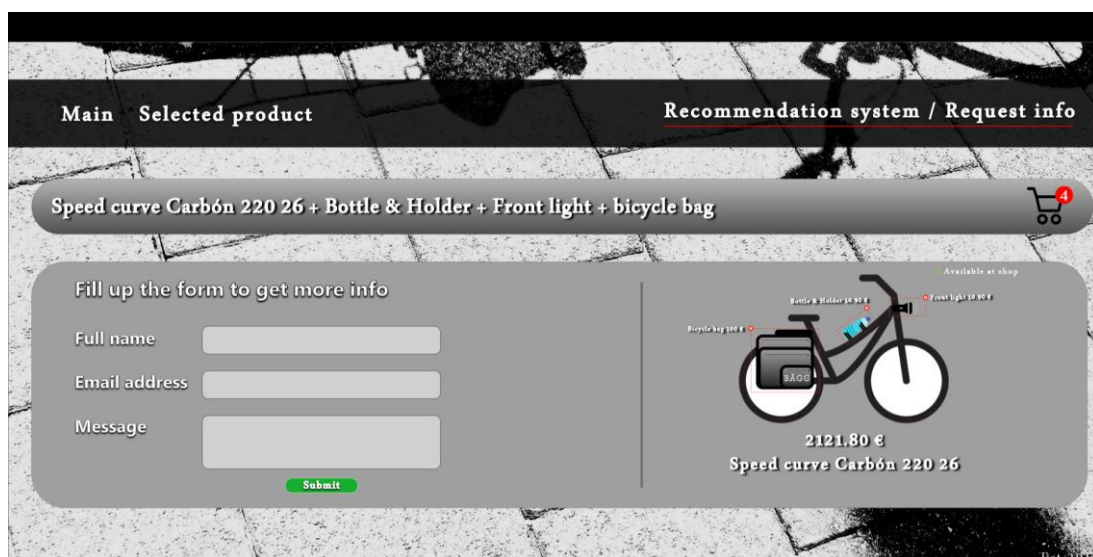 Main Selected product Recommendation system / Request info
Speed curve Carbón 220 26 + Bottle & Holder + Front light + bicycle bag
4
Fill up the form to get more info
Full name
Email address
Message
Submit
Available at shop
Bottle & Holder 30.90 €
Front light 30.90 €
Bicycle bag 300 €
BÄGG
2121.80 €
Speed curve Carbón 220 26